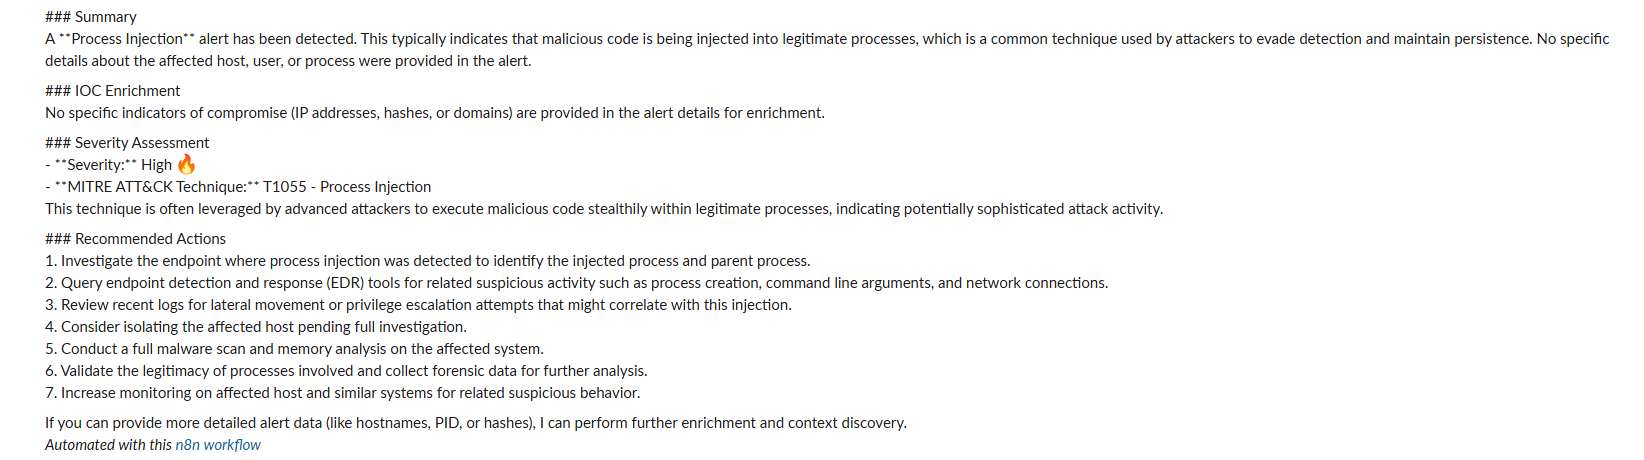 ### Summary
A **Process Injection** alert has been detected. This typically indicates that malicious code is being injected into legitimate processes, which is a common technique used by attackers to evade detection and maintain persistence. No specific
details about the affected host, user, or process were provided in the alert.
### IOC Enrichment
No specific indicators of compromise (IP addresses, hashes, or domains) are provided in the alert details for enrichment.
### Severity Assessment
- **Severity:** High 🔥
- **MITRE ATT&CK Technique:** T1055 - Process Injection
This technique is often leveraged by advanced attackers to execute malicious code stealthily within legitimate processes, indicating potentially sophisticated attack activity.
### Recommended Actions
1. Investigate the endpoint where process injection was detected to identify the injected process and parent process.
2. Query endpoint detection and response (EDR) tools for related suspicious activity such as process creation, command line arguments, and network connections.
3. Review recent logs for lateral movement or privilege escalation attempts that might correlate with this injection.
4. Consider isolating the affected host pending full investigation.
5. Conduct a full malware scan and memory analysis on the affected system.
6. Validate the legitimacy of processes involved and collect forensic data for further analysis.
7. Increase monitoring on affected host and similar systems for related suspicious behavior.
If you can provide more detailed alert data (like hostnames, PID, or hashes), I can perform further enrichment and context discovery.
Automated with this n8n workflow